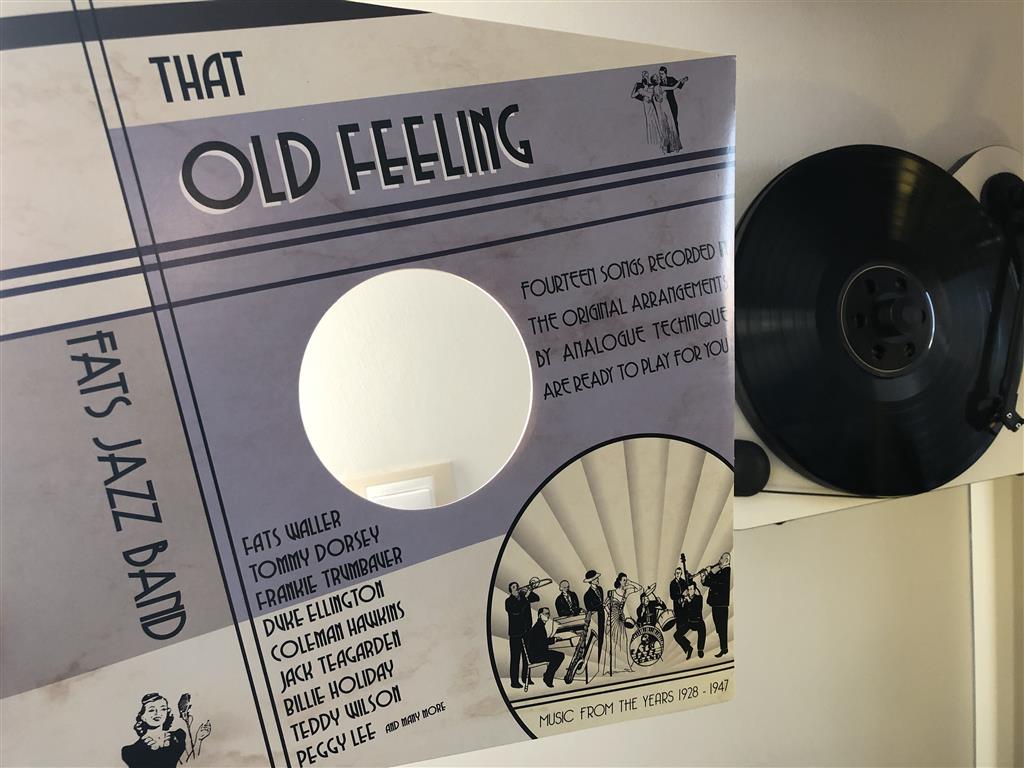 THAT
OLD FEELING
FOURTEEN SONGS RECORDED
THE ORIGINAL ARRANGEMENTS
BY ANALOGUE TECHNIQUE
ARE READY TO PLAY FOR YOU
FATS JAZZ BAND
FATS WALLER
TOMMY DORSEY
FRANKIE TRUMBAUER
DUKE ELLINGTON
COLEMAN HAWKINS
JACK TEAGARDEN
BILLIE HOLIDAY
TEDDY WILSON
PEGGY LEE AND MANY MORE
MUSIC FROM THE YEARS 1928 - 1947